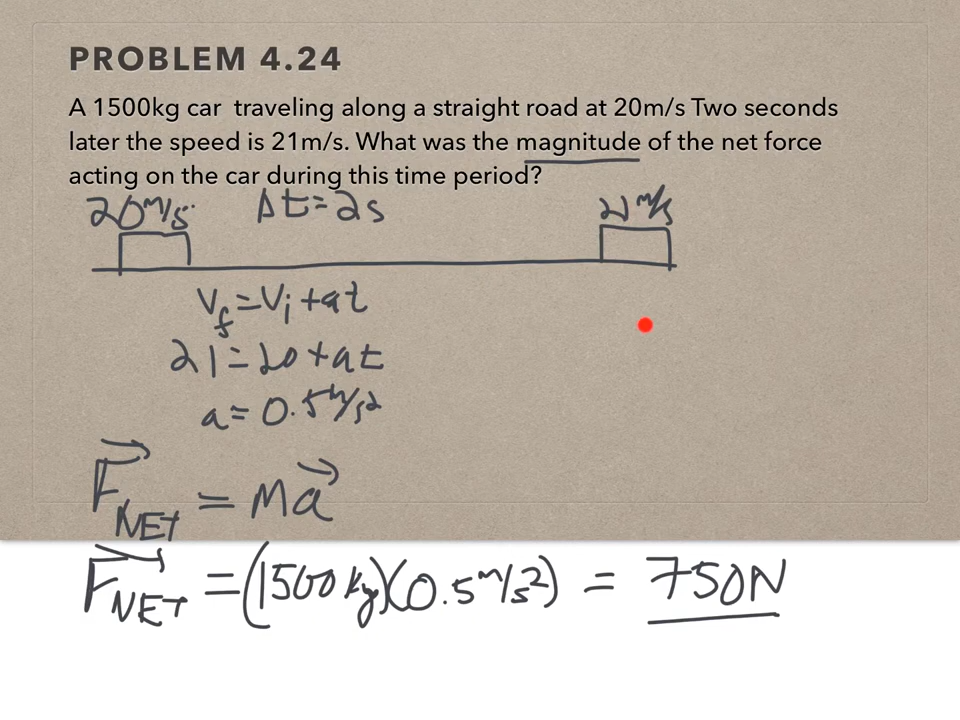 PROBLEM 4.24
A 1500kg car traveling along a straight road at 20m/s Two seconds
later the speed is 21m/s. What was the magnitude of the net force
acting on the car during this time period?
20m/s Δt=2s 21m/s
Vf=Vi+at
21=20+at
a=0.5m/s²
F NET = Ma
F NET =(1500kg)(0.5m/s²) = 750N